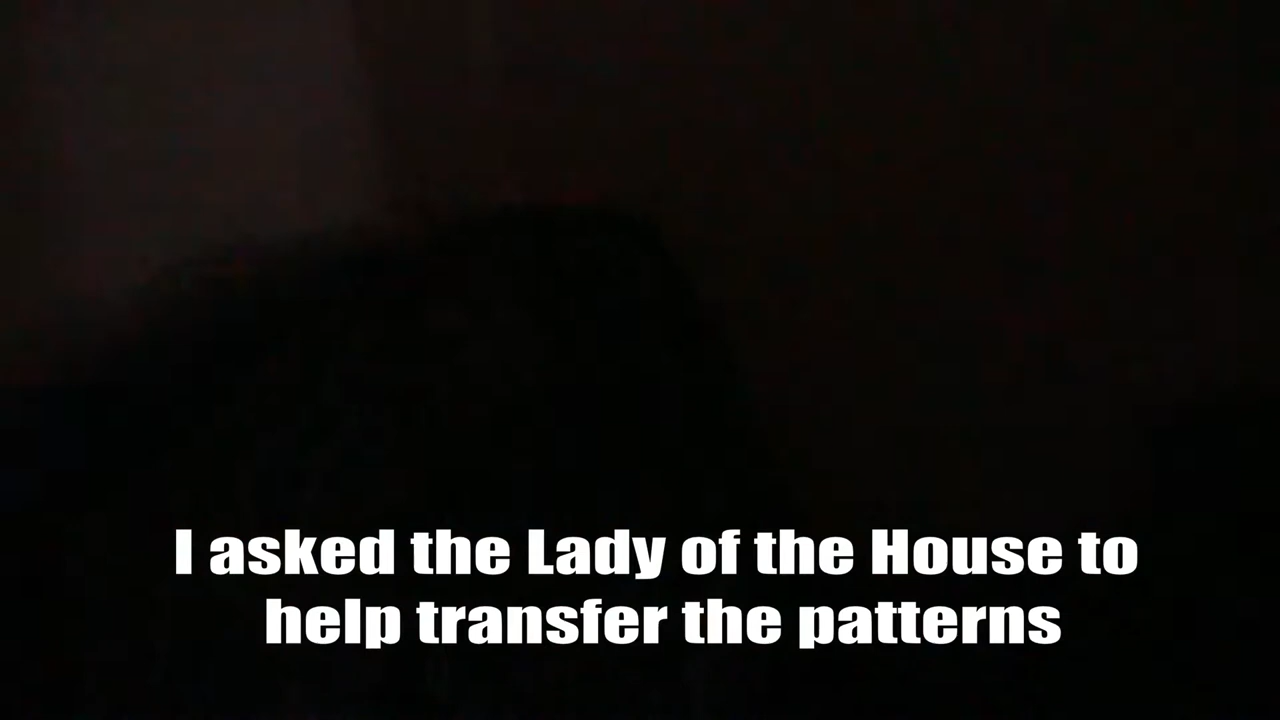 I asked the Lady of the House to
help transfer the patterns